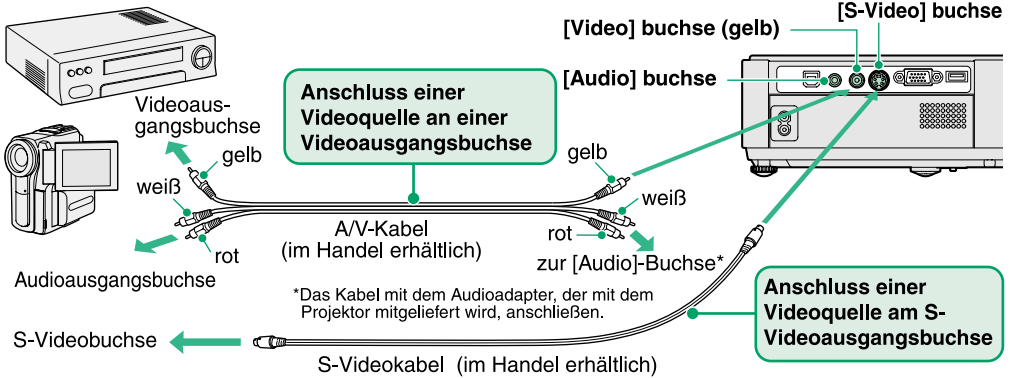 [S-Video] buchse
[Video] buchse (gelb)
[Audio] buchse
Anschluss einer
Videoquelle an einer
Videoausgangsbuchse
Videoaus-
gangsbuchse
gelb
gelb
weiß
weiß
rot
rot
A/V-Kabel
(im Handel erhältlich)
Audioausgangsbuchse
zur [Audio]-Buchse*
*Das Kabel mit dem Audioadapter, der mit dem
Projektor mitgeliefert wird, anschließen.
Anschluss einer
Videoquelle am S-
Videoausgangsbuchse
S-Videobuchse
S-Videokabel (im Handel erhältlich)